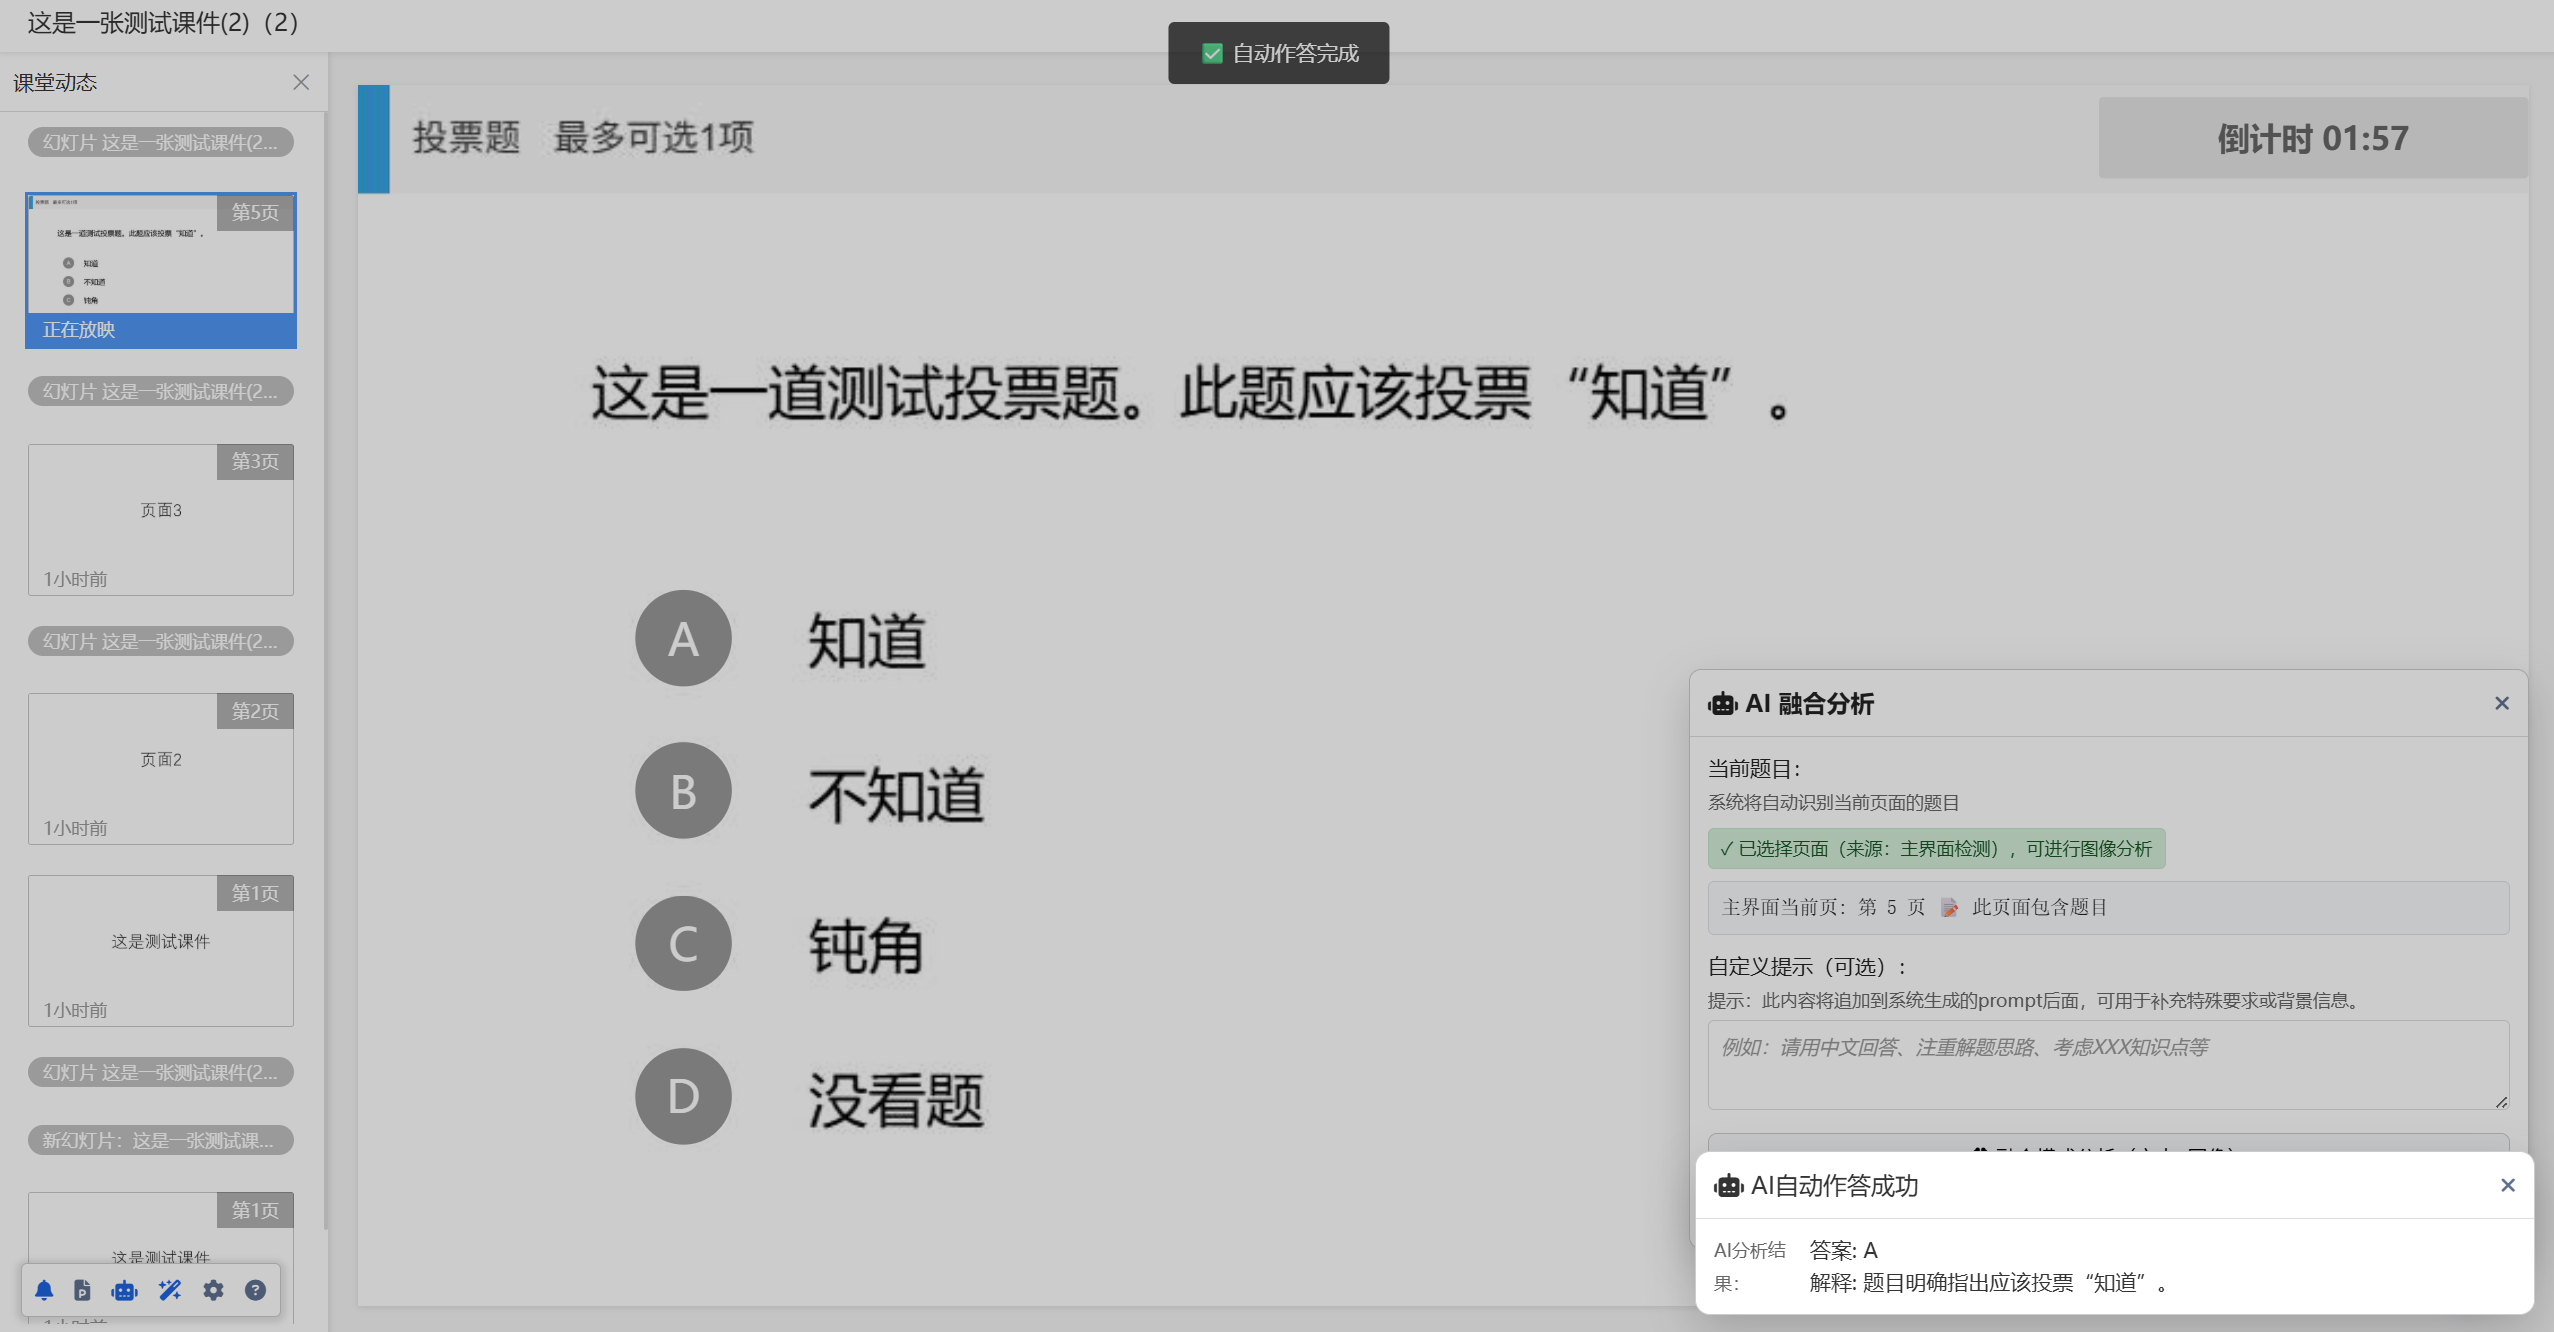 这是一张测试课件(2)（2）
✅ 自动作答完成
课堂动态
幻灯片 这是一张测试课件(2...
第5页
投票题 最多可选1项
这是一道测试投票题。此题应该投票“知道”。
A 知道
B 不知道
C 钝角
正在放映
幻灯片 这是一张测试课件(2...
第3页
页面3
1小时前
幻灯片 这是一张测试课件(2...
第2页
页面2
1小时前
第1页
这是测试课件
1小时前
幻灯片 这是一张测试课件(2...
新幻灯片：这是一张测试课...
第1页
这是测试课件
投票题 最多可选1项
倒计时 01:57
这是一道测试投票题。此题应该投票“知道”。
A 知道
B 不知道
C 钝角
D 没看题
AI 融合分析
当前题目：
系统将自动识别当前页面的题目
✓ 已选择页面（来源：主界面检测），可进行图像分析
主界面当前页：第 5 页 📝 此页面包含题目
自定义提示（可选）：
提示：此内容将追加到系统生成的prompt后面，可用于补充特殊要求或背景信息。
例如：请用中文回答、注重解题思路、考虑XXX知识点等
AI自动作答成功
AI分析结果：
答案: A
解释: 题目明确指出应该投票“知道”。